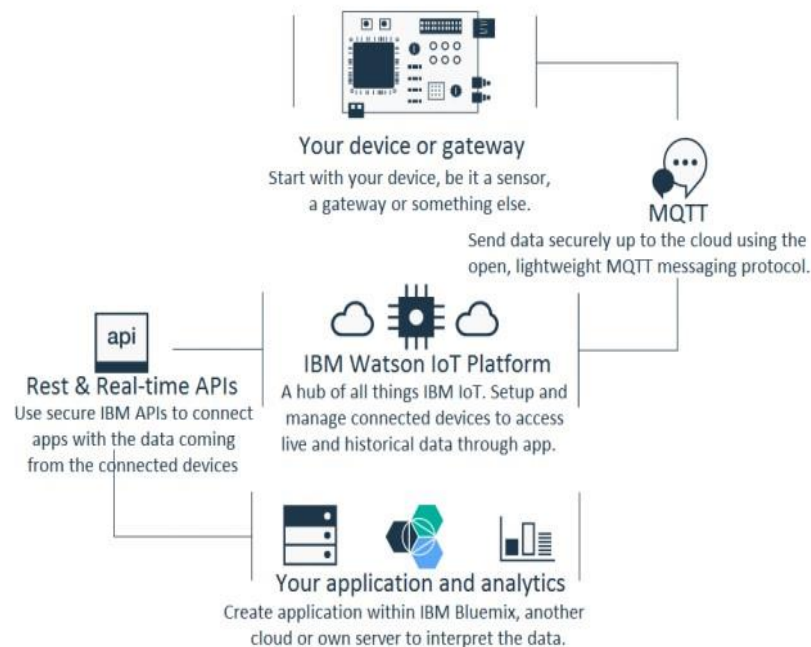 Your device or gateway
Start with your device, be it a sensor,
a gateway or something else.
MQTT
Send data securely up to the cloud using the
open, lightweight MQTT messaging protocol.
IBM Watson IoT Platform
A hub of all things IBM IoT. Setup and
manage connected devices to access
live and historical data through app.
api
Rest & Real-time APIs
Use secure IBM APIs to connect
apps with the data coming
from the connected devices
Your application and analytics
Create application within IBM Bluemix, another
cloud or own server to interpret the data.